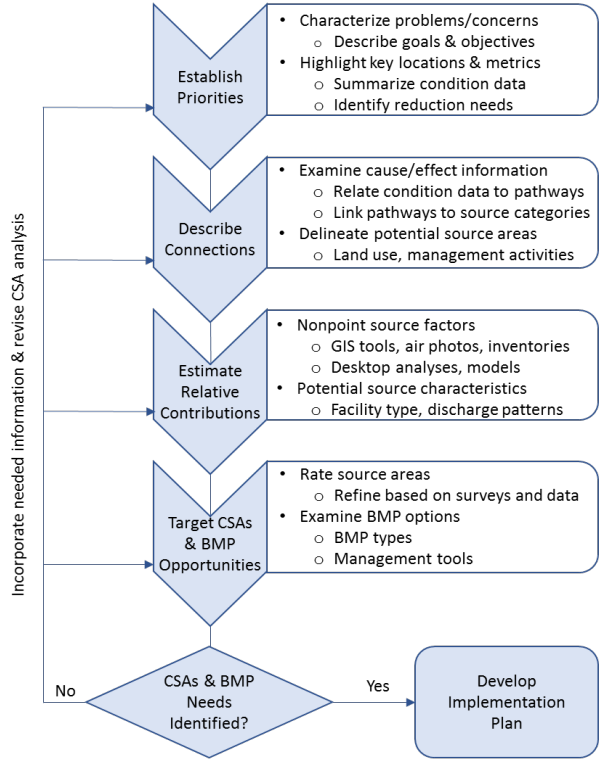 Establish
Priorities
• Characterize problems/concerns
o Describe goals & objectives
• Highlight key locations & metrics
o Summarize condition data
o Identify reduction needs
Describe
Connections
• Examine cause/effect information
o Relate condition data to pathways
o Link pathways to source categories
• Delineate potential source areas
o Land use, management activities
Estimate
Relative
Contributions
• Nonpoint source factors
o GIS tools, air photos, inventories
o Desktop analyses, models
• Potential source characteristics
o Facility type, discharge patterns
Target CSAs
& BMP
Opportunities
• Rate source areas
o Refine based on surveys and data
• Examine BMP options
o BMP types
o Management tools
Incorporate needed information & revise CSA analysis
No
CSAs & BMP
Needs
Identified?
Yes
Develop
Implementation
Plan